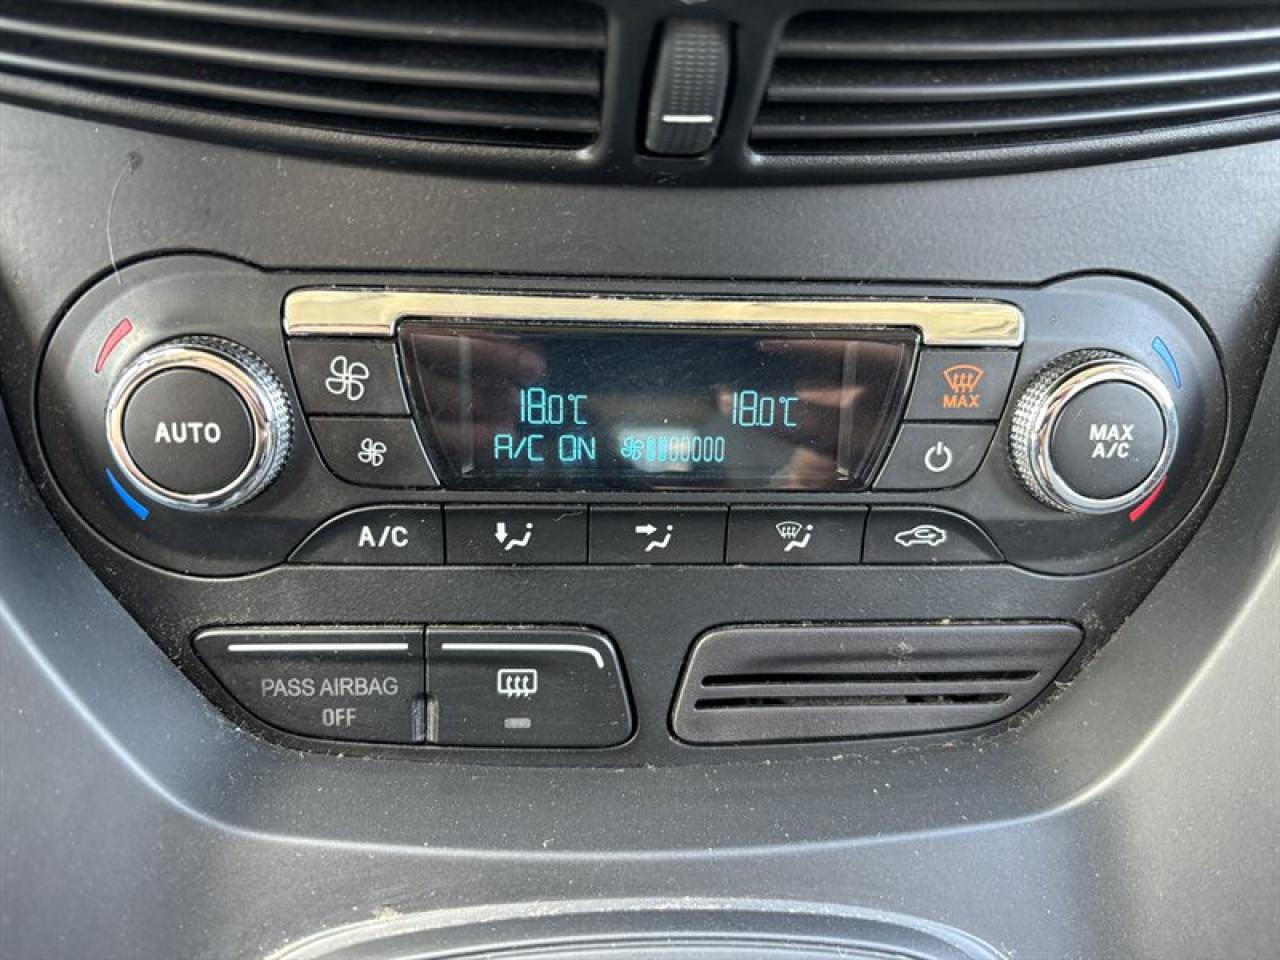 18.0°C 18.0°C
A/C ON
MAX
AUTO
MAX
A/C
A/C
PASS AIRBAG
OFF